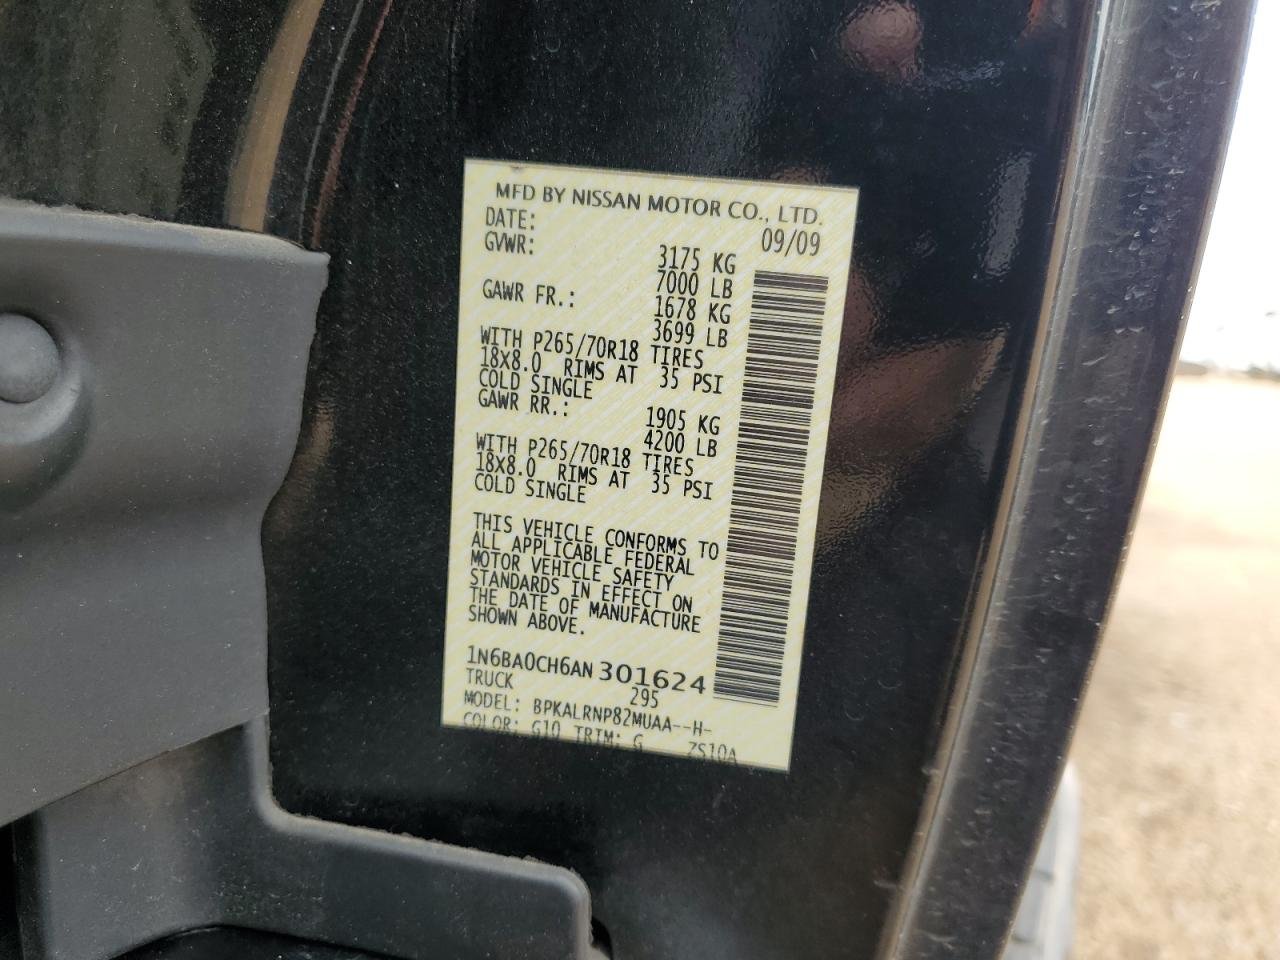 MFD BY NISSAN MOTOR CO., LTD.
DATE: 09/09
GVWR: 3175 KG
7000 LB
GAWR FR.: 1678 KG
3699 LB
WITH P265/70R18 TIRES
18X8.0 RIMS AT 35 PSI
COLD SINGLE
GAWR RR.: 1905 KG
4200 LB
WITH P265/70R18 TIRES
18X8.0 RIMS AT 35 PSI
COLD SINGLE
THIS VEHICLE CONFORMS TO
ALL APPLICABLE FEDERAL
MOTOR VEHICLE SAFETY
STANDARDS IN EFFECT ON
THE DATE OF MANUFACTURE
SHOWN ABOVE.
1N6BA0CH6AN301624
TRUCK 295
MODEL: BPKALRNP82MUAA--H-
COLOR: G10 TRIM: G ZS10A